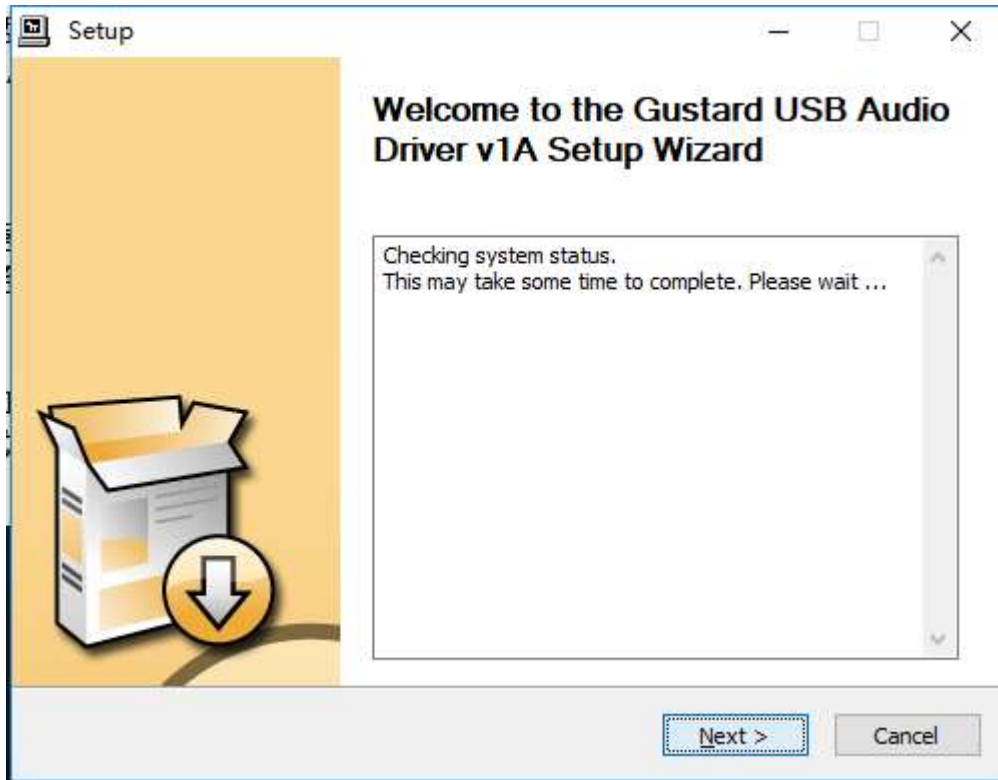 Setup
Welcome to the Gustard USB Audio
Driver v1A Setup Wizard
Checking system status.
This may take some time to complete. Please wait ...
Next >
Cancel